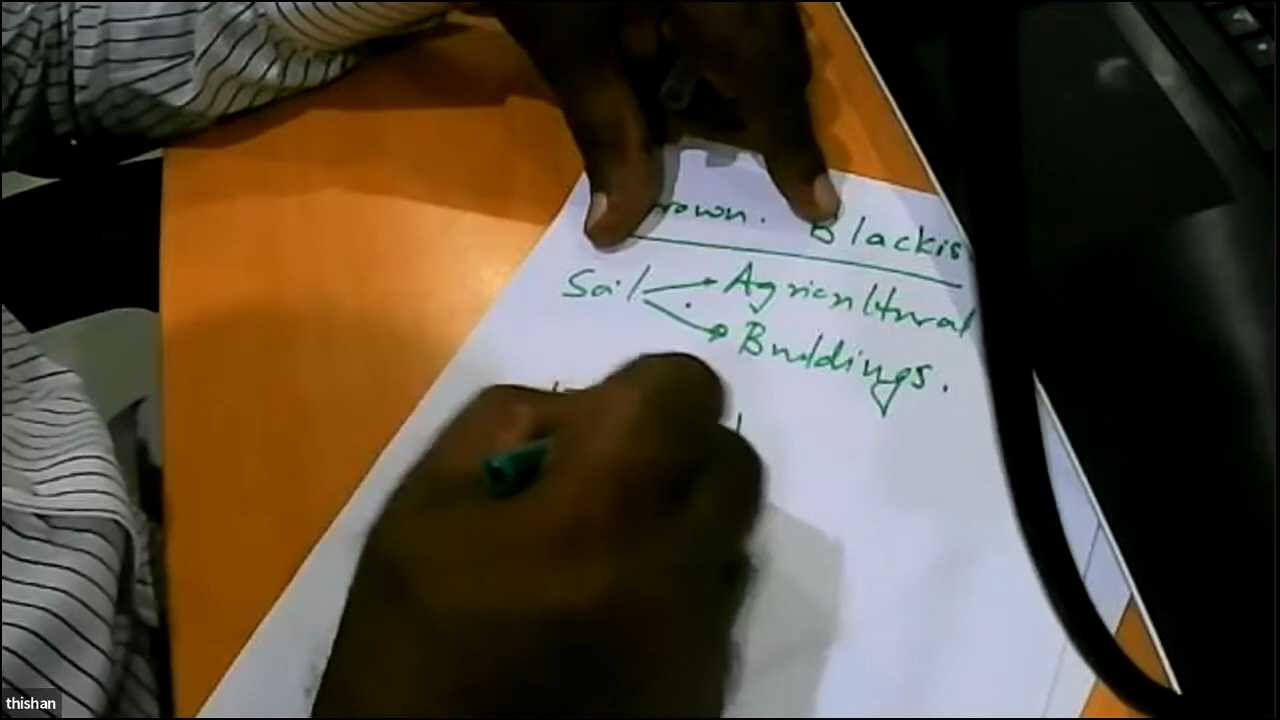 rown. Blackis
Soil → Agricultural
→ Buildings.
thishan